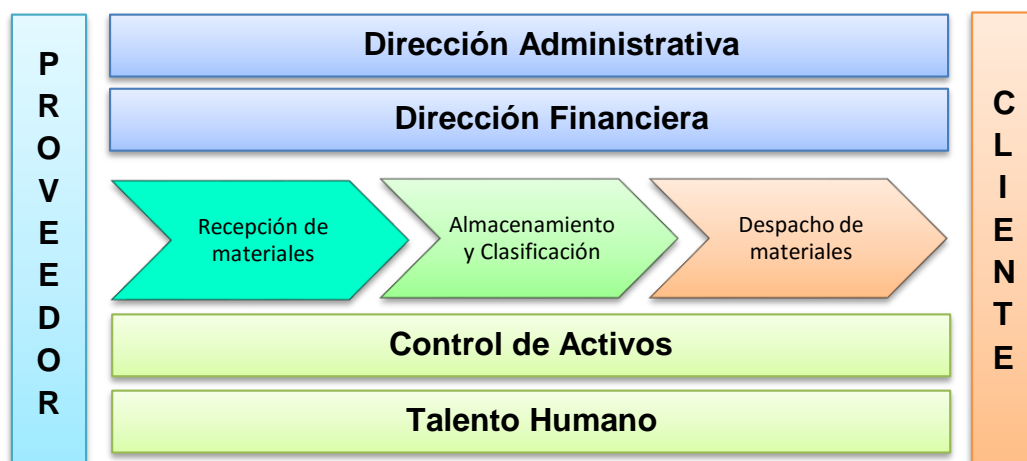 PROVEEDOR
Dirección Administrativa
Dirección Financiera
Recepción de
materiales
Almacenamiento
y Clasificación
Despacho de
materiales
Control de Activos
Talento Humano
CLIENTE